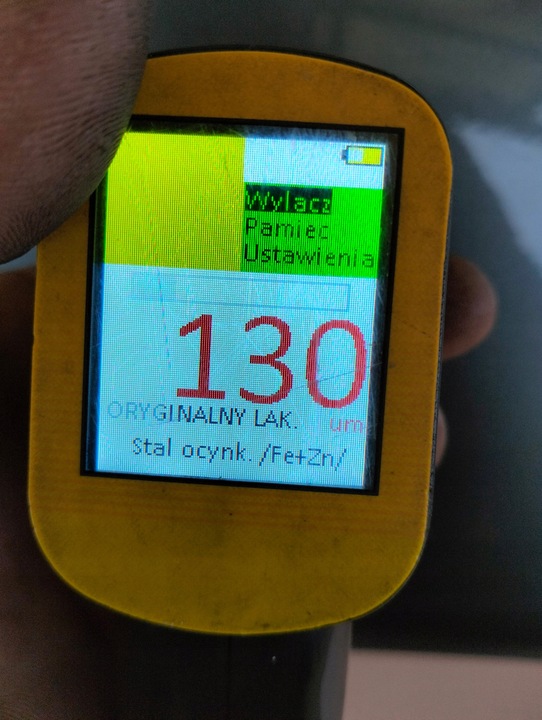 Wylacz
Pamiec
Ustawienia
130
um
ORYGINALNY LAK.
Stal ocynk. /Fe+Zn/